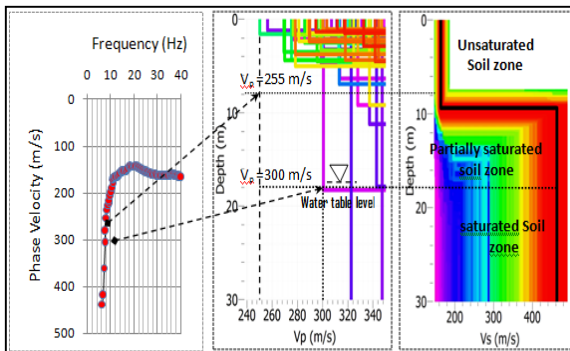 Frequency (Hz)
0 10 20 30 40
0
100
200
300
400
500
Phase Velocity (m/s)
0
10
20
30
Depth (m)
Vp=255 m/s
Vp=300 m/s
Water table level
240 260 280 300 320 340
Vp (m/s)
0
10
20
30
Depth (m)
Unsaturated
Soil zone
Partially saturated
soil zone
saturated Soil
zone
200 400
Vs (m/s)